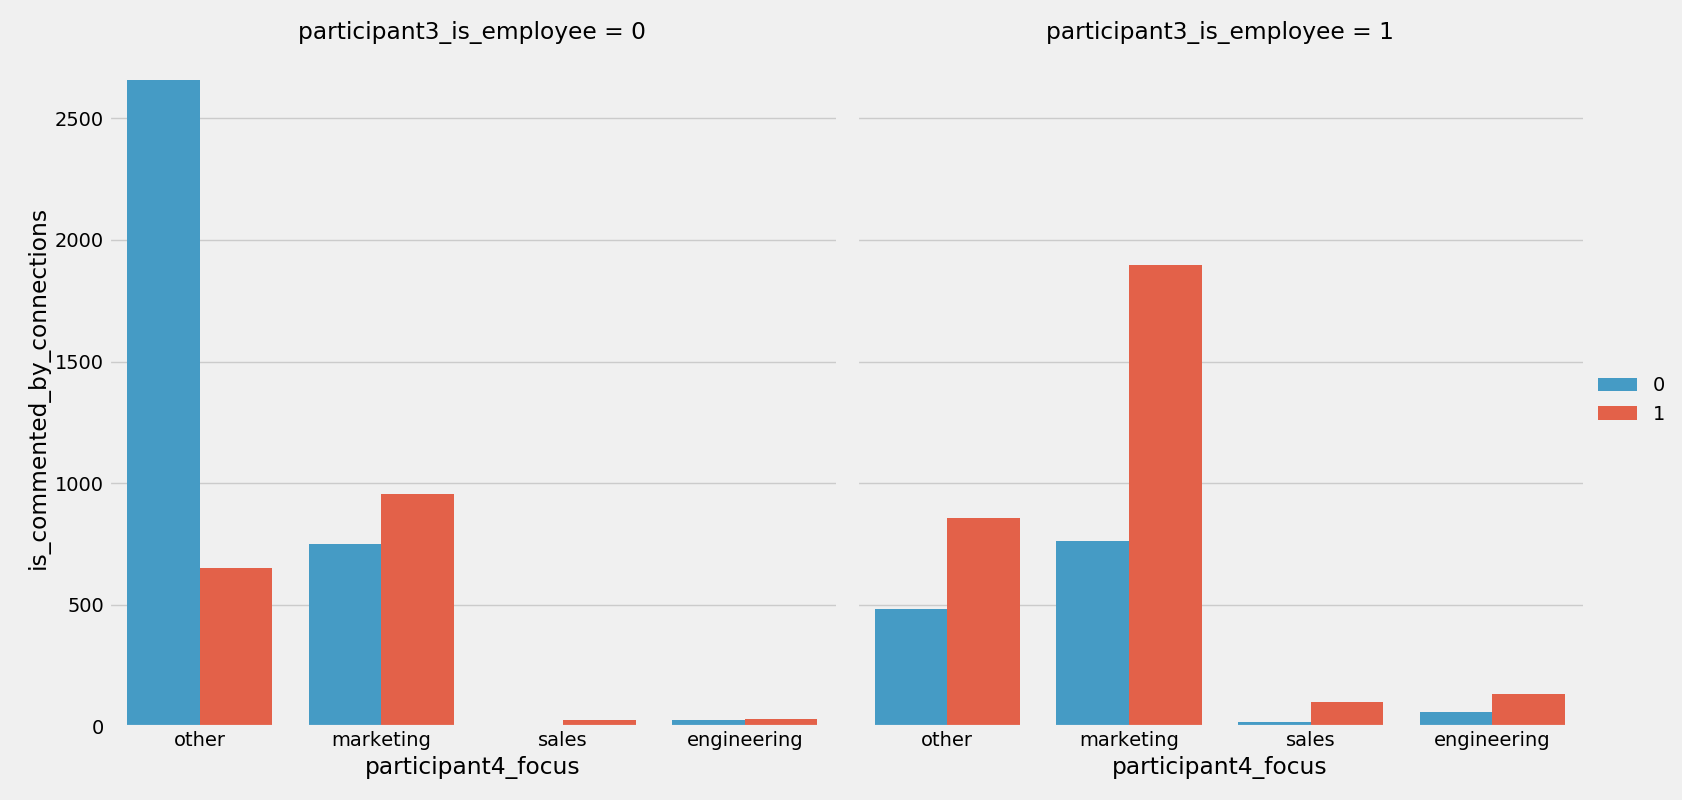 participant3_is_employee = 0
participant3_is_employee = 1
is_commented_by_connections
2500
2000
1500
1000
500
0
other marketing sales engineering
other marketing sales engineering
participant4_focus
participant4_focus
0
1